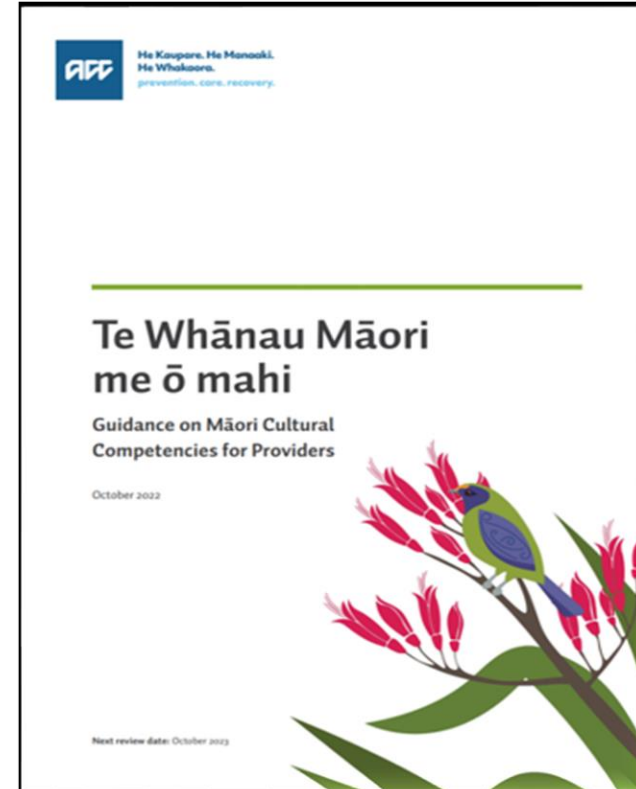 ACC
He Kaupare. He Manaaki.
He Whakaora.
prevention. care. recovery.
Te Whānau Māori
me ō mahi
Guidance on Māori Cultural
Competencies for Providers
October 2022
Next review date: October 2023